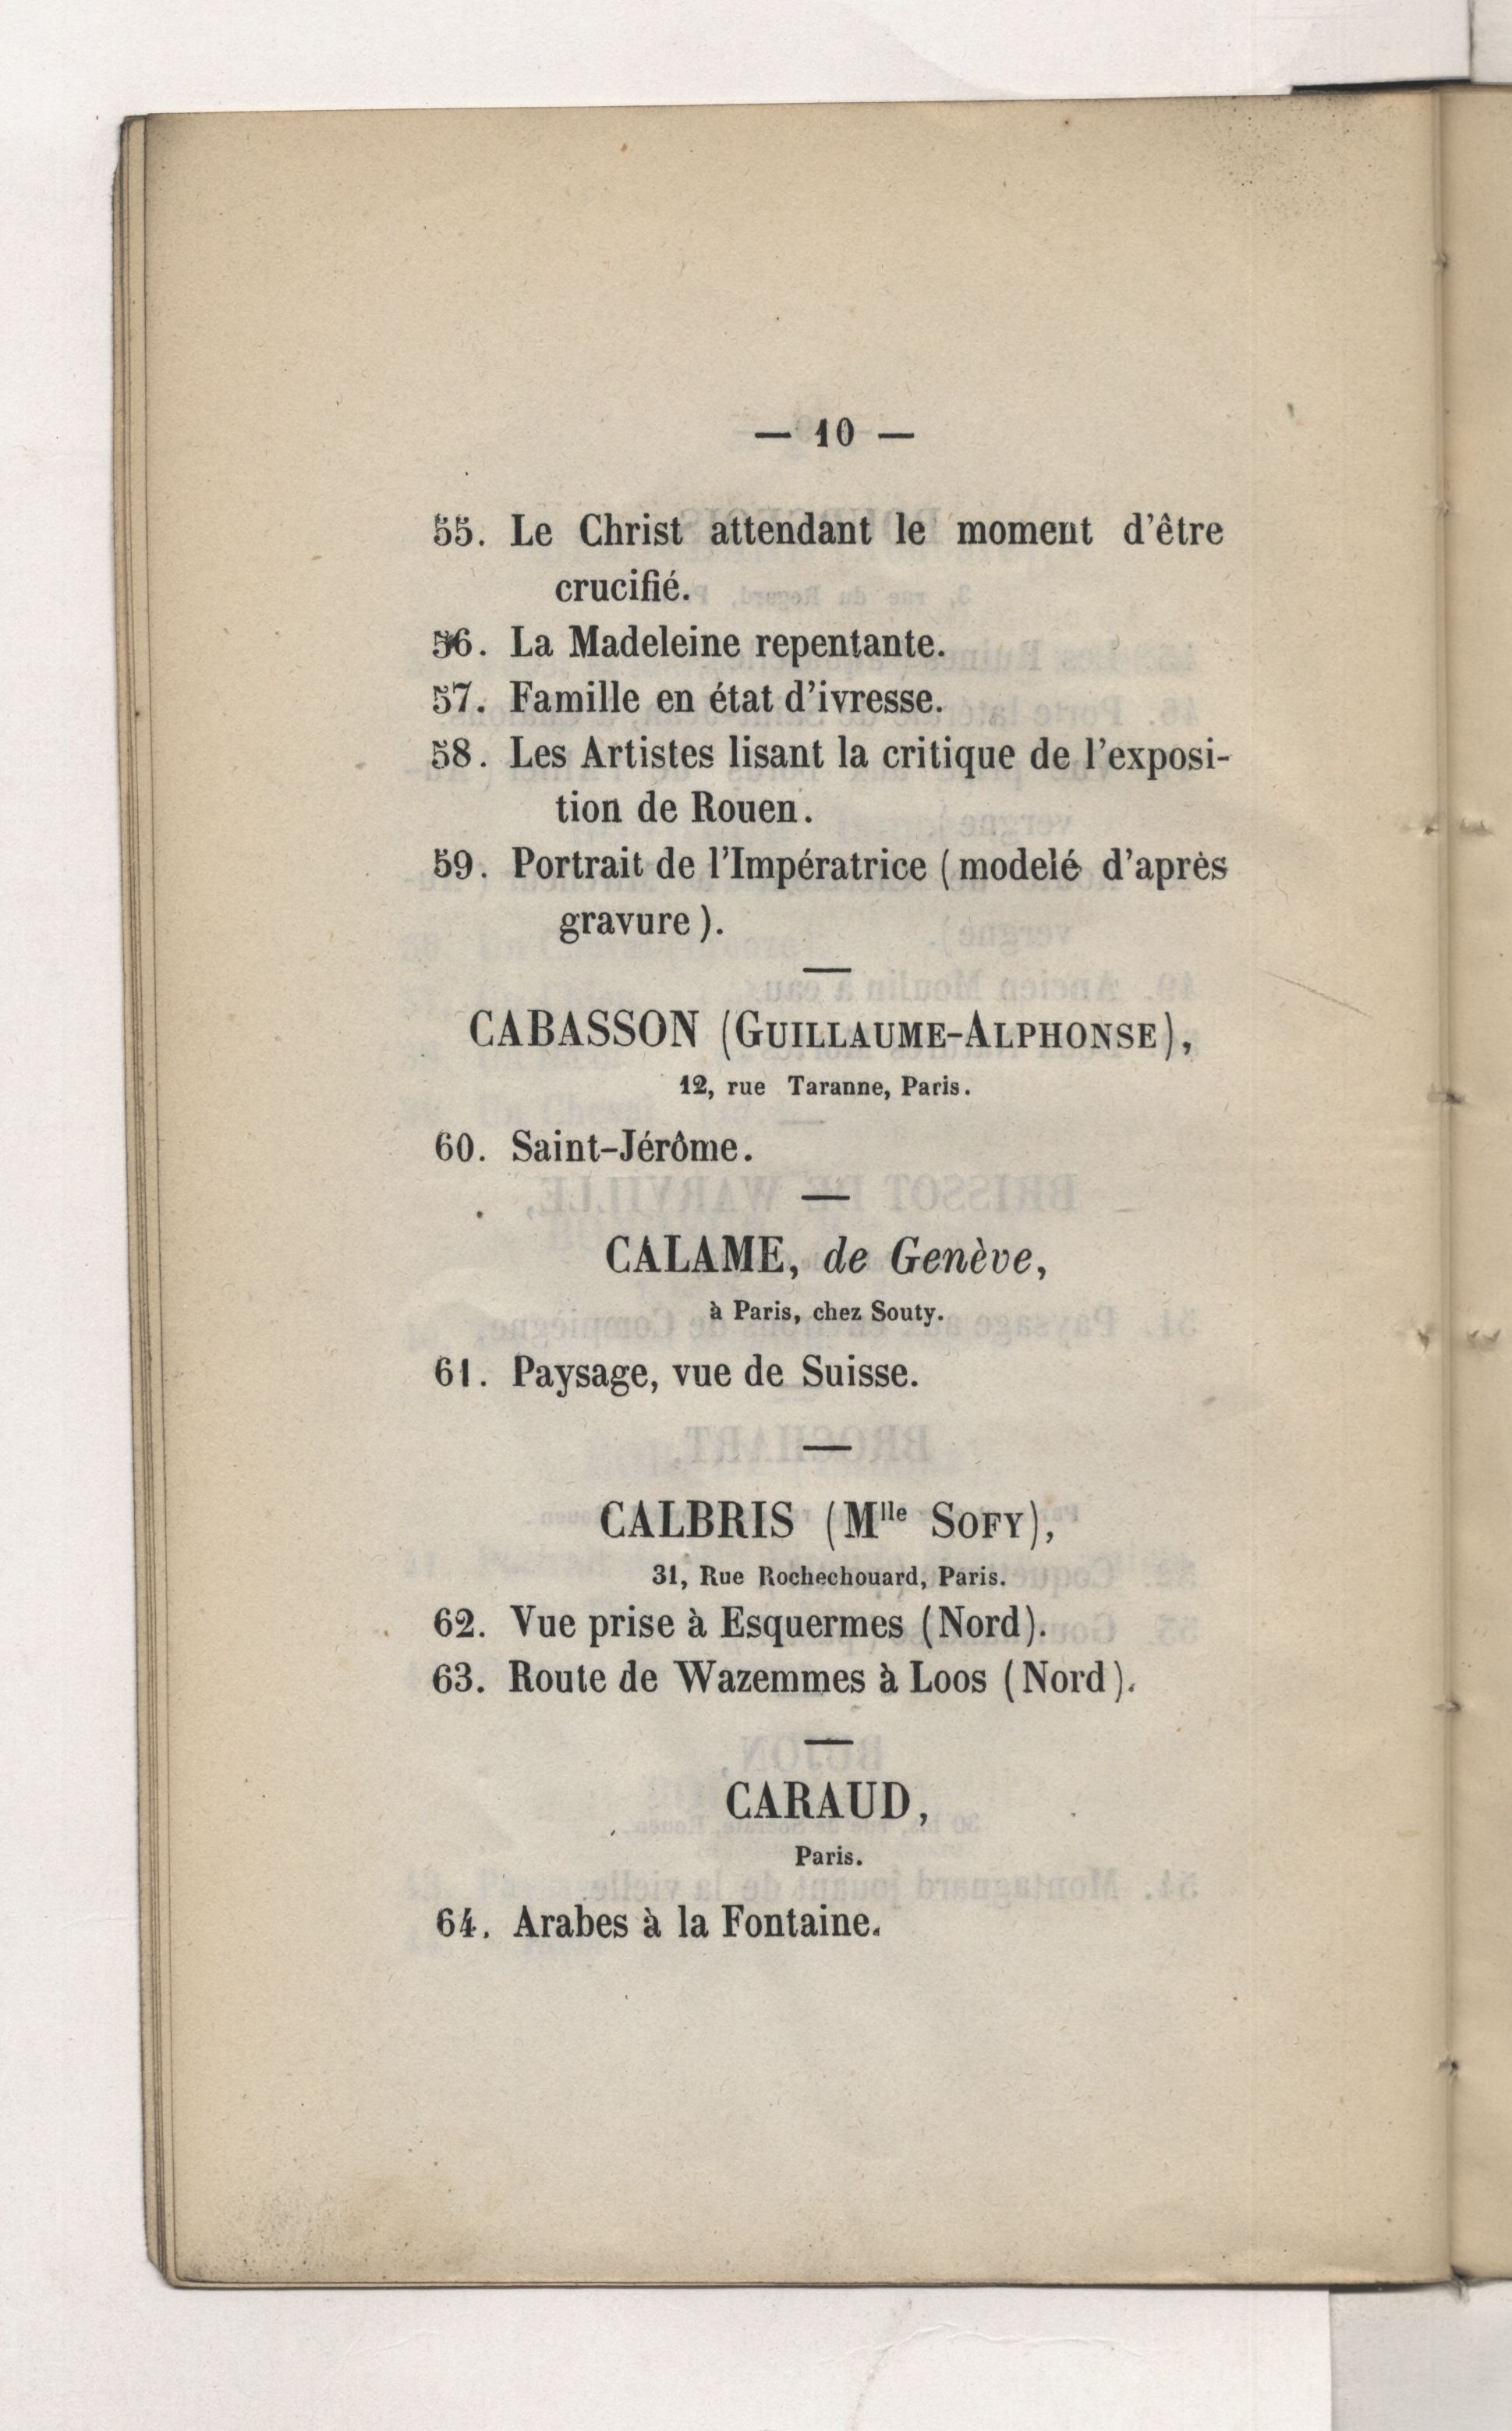 — 10 —
55. Le Christ attendant le moment d'être
crucifié.
56. La Madeleine repentante.
57. Famille en état d'ivresse.
58. Les Artistes lisant la critique de l'exposi-
tion de Rouen.
59. Portrait de l'Impératrice (modelé d'après
gravure).
CABASSON (GUILLAUME-ALPHONSE),
12, rue Taranne, Paris.
60. Saint-Jérôme.
CALAME, de Genève,
à Paris, chez Souty.
61. Paysage, vue de Suisse.
CALBRIS (Mlle SOFY),
31, Rue Rochechouard, Paris.
62. Vue prise à Esquermes (Nord).
63. Route de Wazemmes à Loos (Nord).
CARAUD,
Paris.
64. Arabes à la Fontaine.